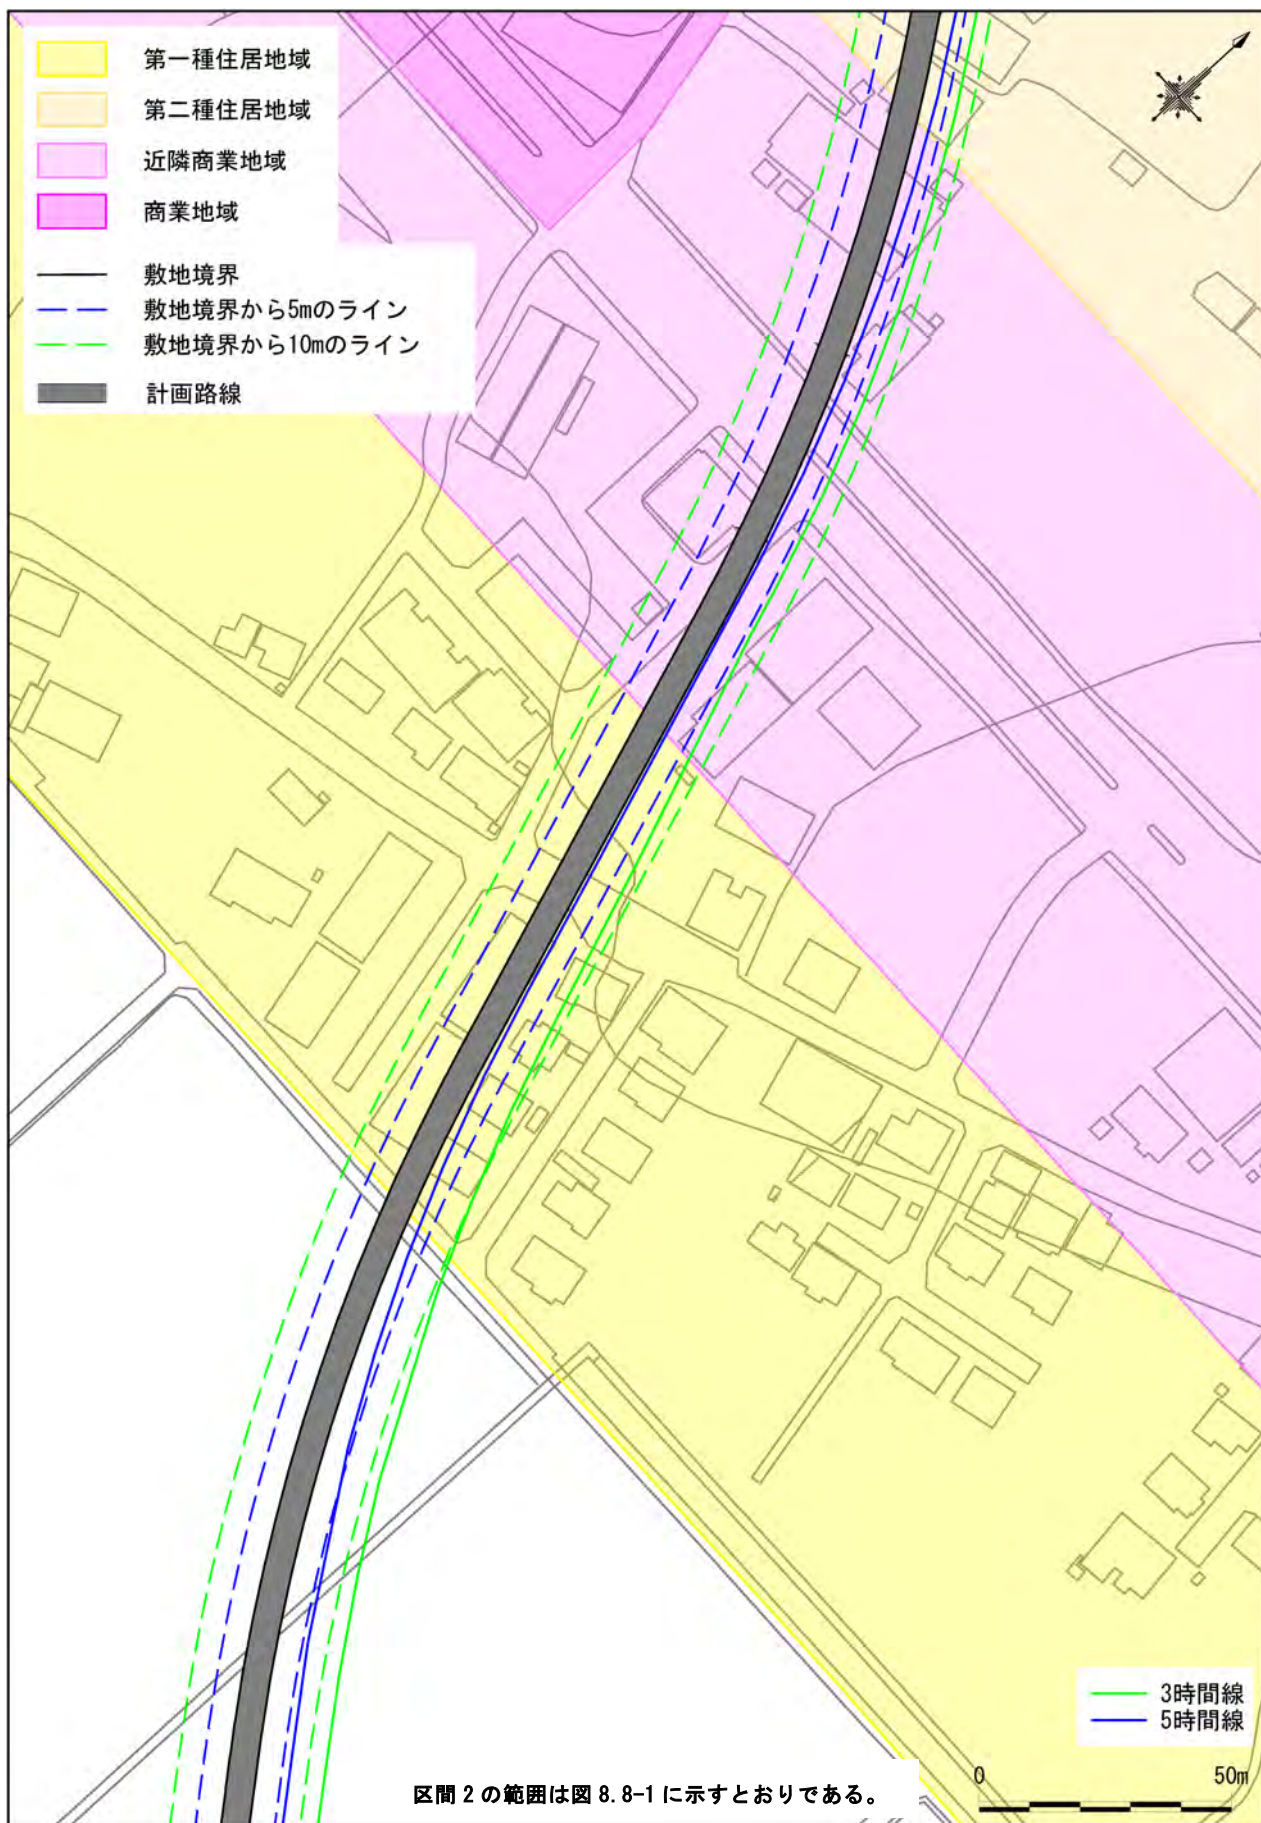 第一種住居地域
第二種住居地域
近隣商業地域
商業地域
敷地境界
敷地境界から5mのライン
敷地境界から10mのライン
計画路線
3時間線
5時間線
0 50m
区間2の範囲は図8.8-1に示すとおりである。